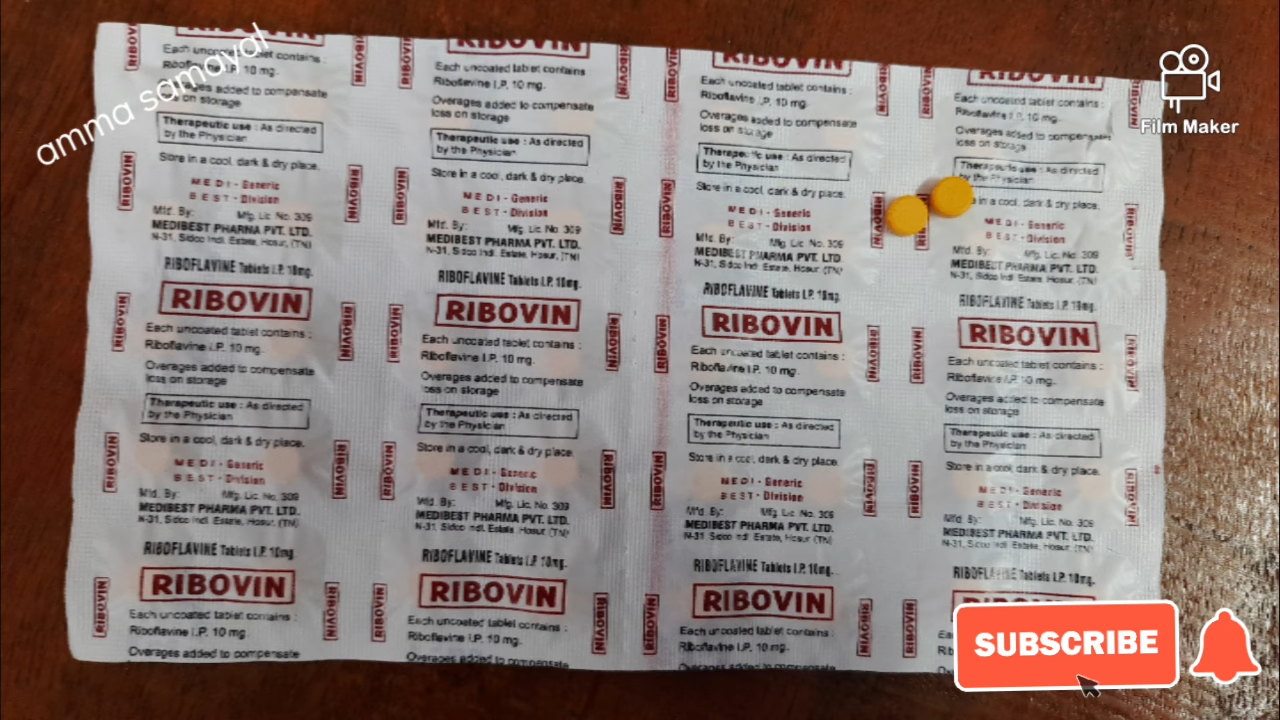 amma samayal
Film Maker
RIBOVIN
Each uncoated tablet contains :
Riboflavine I.P. 10 mg.
Overages added to compensate
loss on storage
Therapeutic use : As directed
by the Physician
Store in a cool, dark & dry place.
MEDI - Generic
BEST - Division
Mfd. By: Mfg. Lic. No. 309
MEDIBEST PHARMA PVT. LTD.
N-31, Sidco Indl. Estate, Hosur, (TN)
RIBOFLAVINE Tablets I.P. 10mg.
RIBOVIN
Each uncoated tablet contains :
Riboflavine I.P. 10 mg.
Overages added to compensate
loss on storage
Therapeutic use : As directed
by the Physician
Store in a cool, dark & dry place.
MEDI - Generic
BEST - Division
Mfd. By: Mfg. Lic. No. 309
MEDIBEST PHARMA PVT. LTD.
N-31, Sidco Indl. Estate, Hosur, (TN)
RIBOFLAVINE Tablets I.P. 10mg.
RIBOVIN
Each uncoated tablet contains :
Riboflavine I.P. 10 mg.
Overages added to compensate
SUBSCRIBE